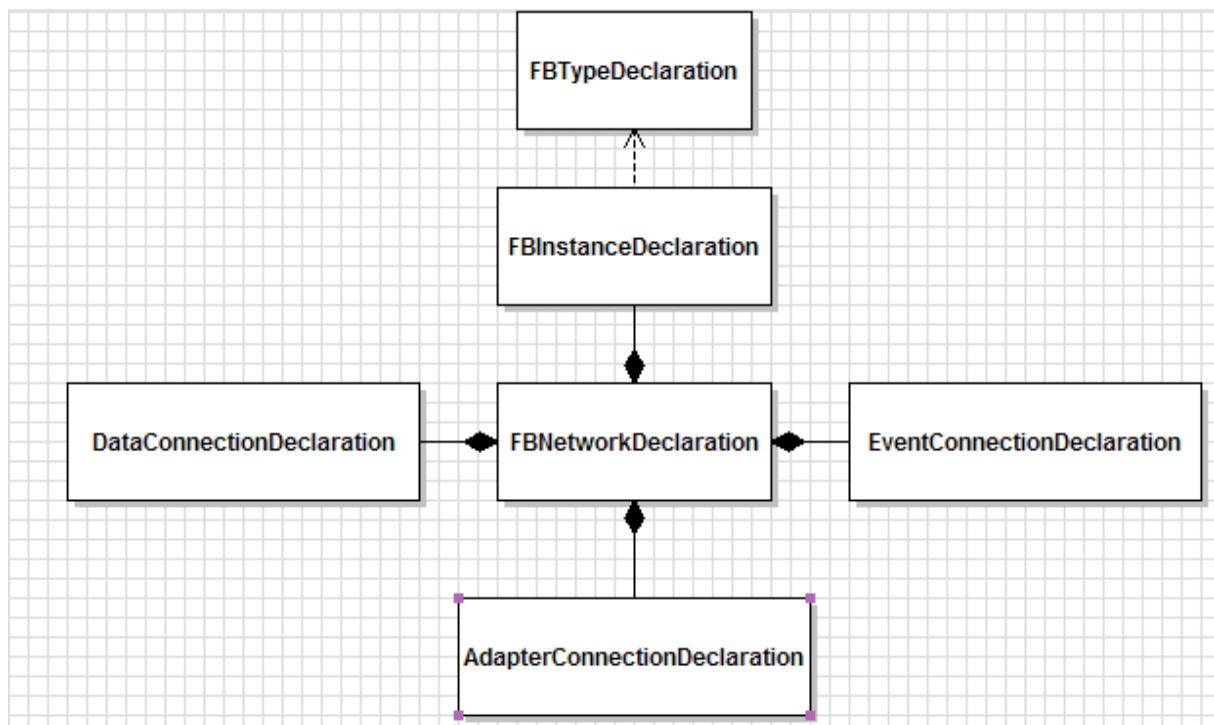 FBTypeDeclaration
FBInstanceDeclaration
DataConnectionDeclaration
FBNetworkDeclaration
EventConnectionDeclaration
AdapterConnectionDeclaration